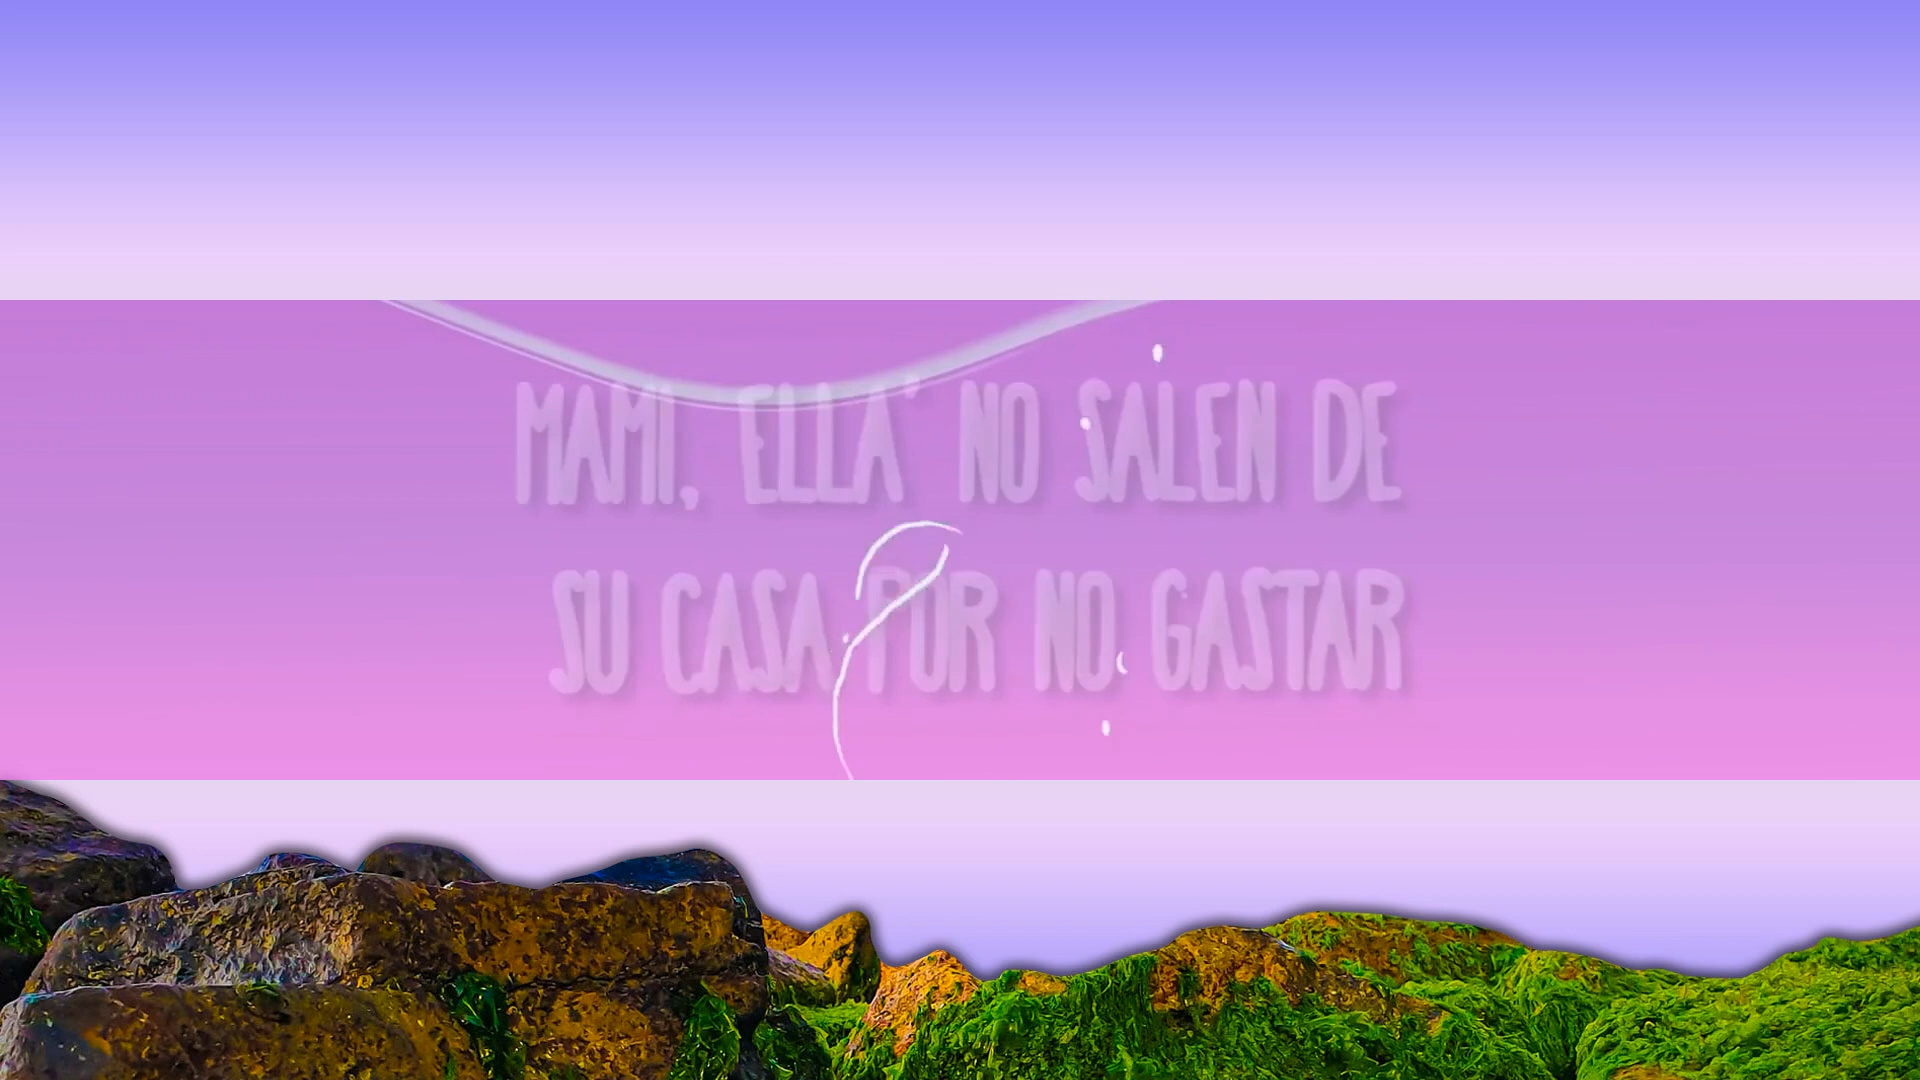 MAMI, ELLA' NO SALEN DE
SU CASA POR NO GASTAR